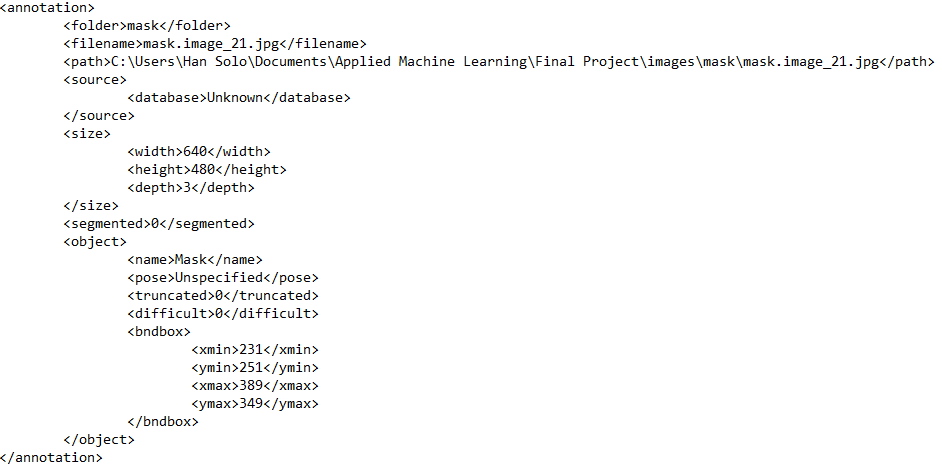 <annotation>
	<folder>mask</folder>
	<filename>mask.image_21.jpg</filename>
	<path>C:\Users\Han Solo\Documents\Applied Machine Learning\Final Project\images\mask\mask.image_21.jpg</path>
	<source>
		<database>Unknown</database>
	</source>
	<size>
		<width>640</width>
		<height>480</height>
		<depth>3</depth>
	</size>
	<segmented>0</segmented>
	<object>
		<name>Mask</name>
		<pose>Unspecified</pose>
		<truncated>0</truncated>
		<difficult>0</difficult>
		<bndbox>
			<xmin>231</xmin>
			<ymin>251</ymin>
			<xmax>389</xmax>
			<ymax>349</ymax>
		</bndbox>
	</object>
</annotation>